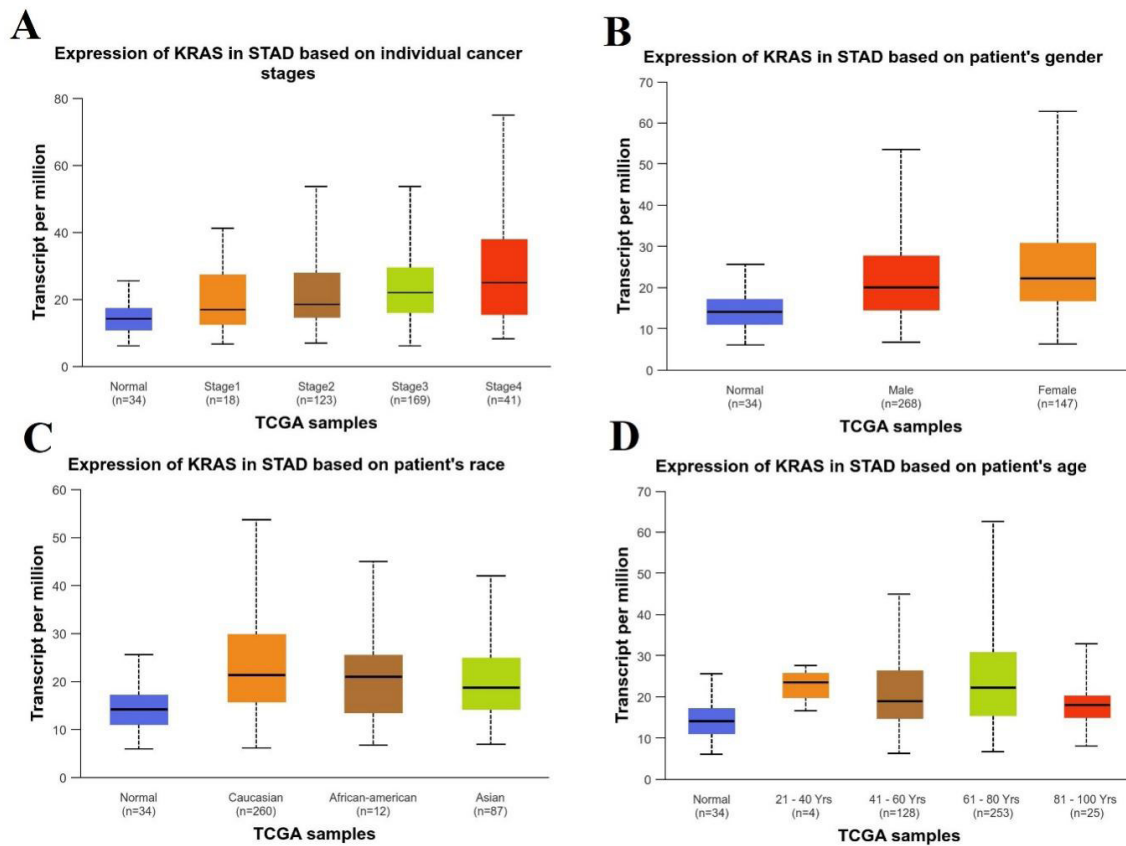 A
Expression of KRAS in STAD based on individual cancer
stages
Transcript per million
80
60
40
20
0
Normal
(n=34)
Stage1
(n=18)
Stage2
(n=123)
Stage3
(n=169)
Stage4
(n=41)
TCGA samples
B
Expression of KRAS in STAD based on patient's gender
Transcript per million
70
60
50
40
30
20
10
0
Normal
(n=34)
Male
(n=268)
Female
(n=147)
TCGA samples
C
Expression of KRAS in STAD based on patient's race
Transcript per million
60
50
40
30
20
10
0
Normal
(n=34)
Caucasian
(n=260)
African-american
(n=12)
Asian
(n=87)
TCGA samples
D
Expression of KRAS in STAD based on patient's age
Transcript per million
70
60
50
40
30
20
10
0
Normal
(n=34)
21 - 40 Yrs
(n=4)
41 - 60 Yrs
(n=128)
61 - 80 Yrs
(n=253)
81 - 100 Yrs
(n=25)
TCGA samples